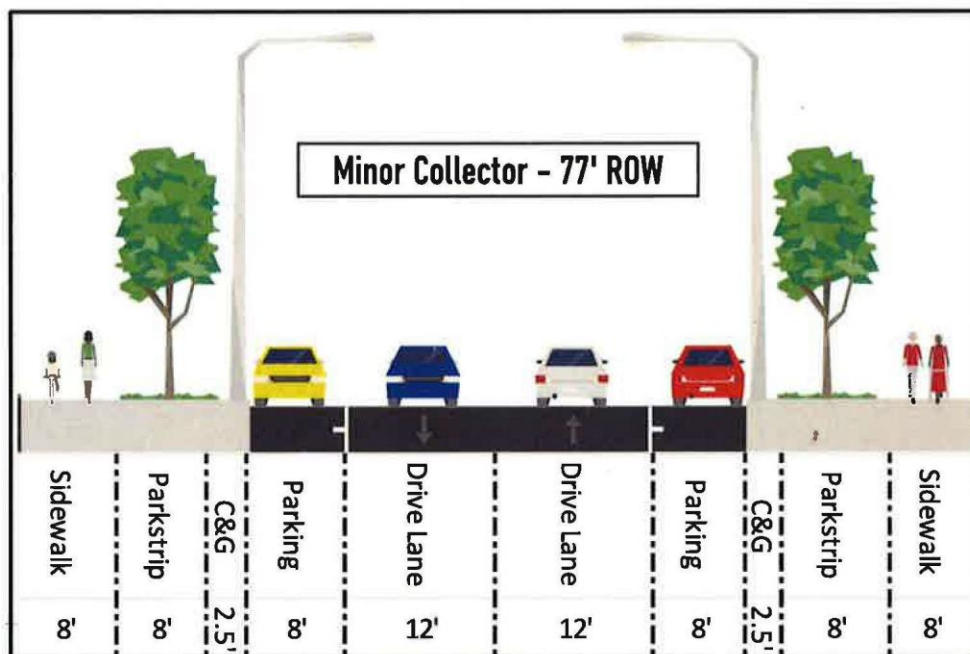 Minor Collector - 77' ROW
Sidewalk
Parkstrip
C&G
Parking
Drive Lane
Drive Lane
Parking
C&G
Parkstrip
Sidewalk
8'
8'
2.5'
8'
12'
12'
8'
2.5'
8'
8'